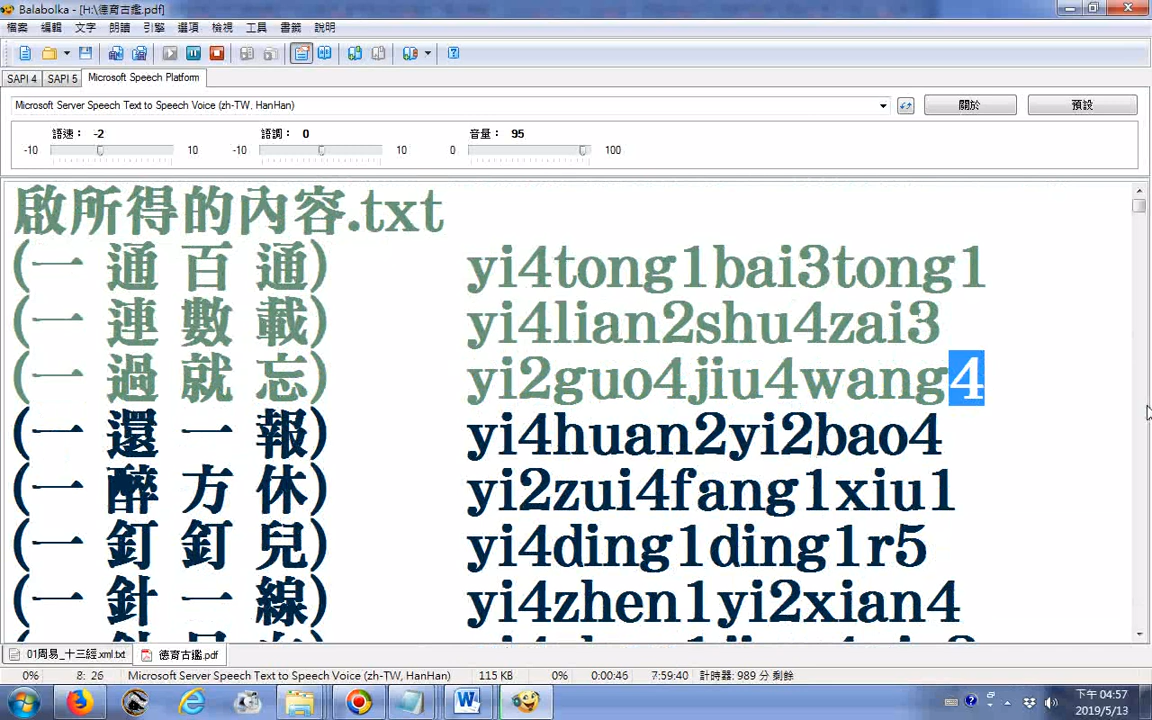 Balabolka - [H:\德育古鑑.pdf]
檔案 編輯 文字 朗讀 引擎 選項 檢視 工具 書籤 說明
SAPI 4 SAPI 5 Microsoft Speech Platform
Microsoft Server Speech Text to Speech Voice (zh-TW, HanHan) 關於 預設
語速： -2 語調： 0 音量： 95
-10 10 -10 10 0 100
啟所得的內容.txt
(一 通 百 通) yi4tong1bai3tong1
(一 連 數 載) yi4lian2shu4zai3
(一 過 就 忘) yi2guo4jiu4wang4
(一 還 一 報) yi4huan2yi2bao4
(一 醉 方 休) yi2zui4fang1xiu1
(一 釘 釘 兒) yi4ding1ding1r5
(一 針 一 線) yi4zhen1yi2xian4
01周易_十三經.xml.txt 德育古鑑.pdf
0% 8: 26 Microsoft Server Speech Text to Speech Voice (zh-TW, HanHan) 115 KB 0% 0:00:46 7:59:40 計時器: 989 分 剩餘
下午 04:57
2019/5/13